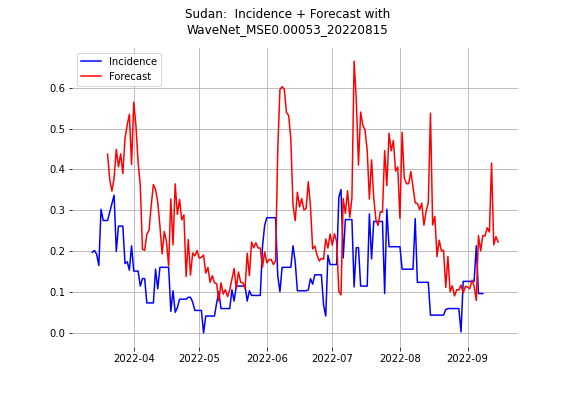 Sudan:  Incidence + Forecast with
WaveNet_MSE0.00053_20220815
Incidence
Forecast
0.6
0.5
0.4
0.3
0.2
0.1
0.0
2022-04 2022-05 2022-06 2022-07 2022-08 2022-09